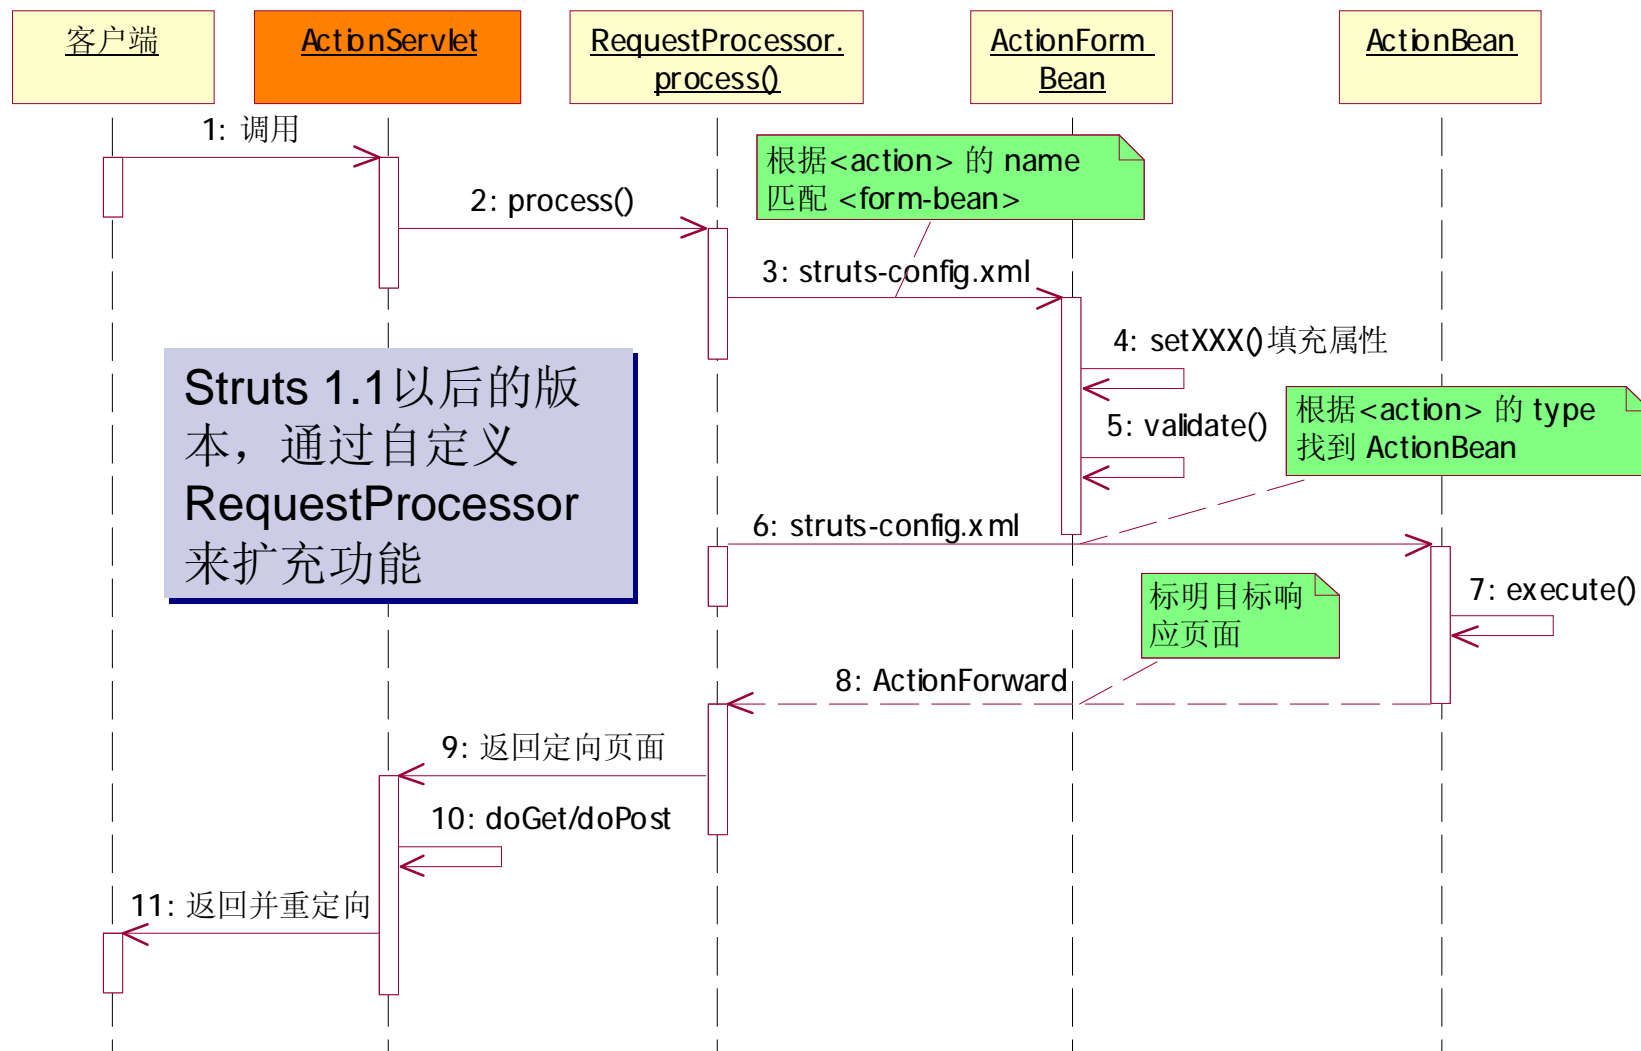 客户端
ActionServlet
RequestProcessor.
process()
ActionForm
Bean
ActionBean
1: 调用
根据<action> 的 name
匹配 <form-bean>
2: process()
3: struts-config.xml
4: setXXX()填充属性
Struts 1.1以后的版
本，通过自定义
RequestProcessor
来扩充功能
根据<action> 的 type
找到 ActionBean
5: validate()
6: struts-config.xml
标明目标响
应页面
7: execute()
8: ActionForward
9: 返回定向页面
10: doGet/doPost
11: 返回并重定向